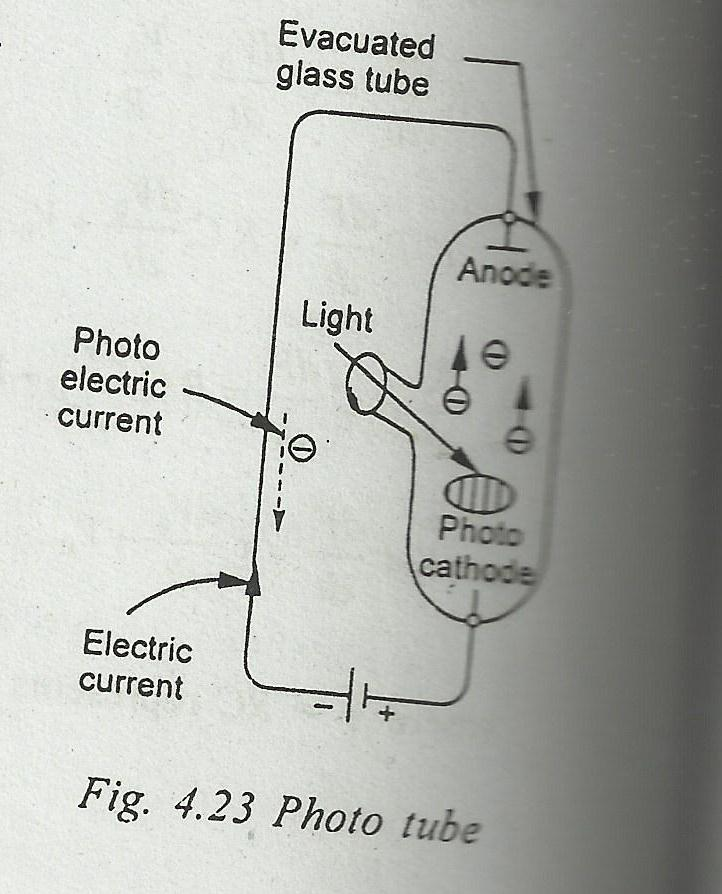 Evacuated
glass tube
Anode
Light
Photo
electric
current
Photo
cathode
Electric
current
− +
Fig. 4.23 Photo tube